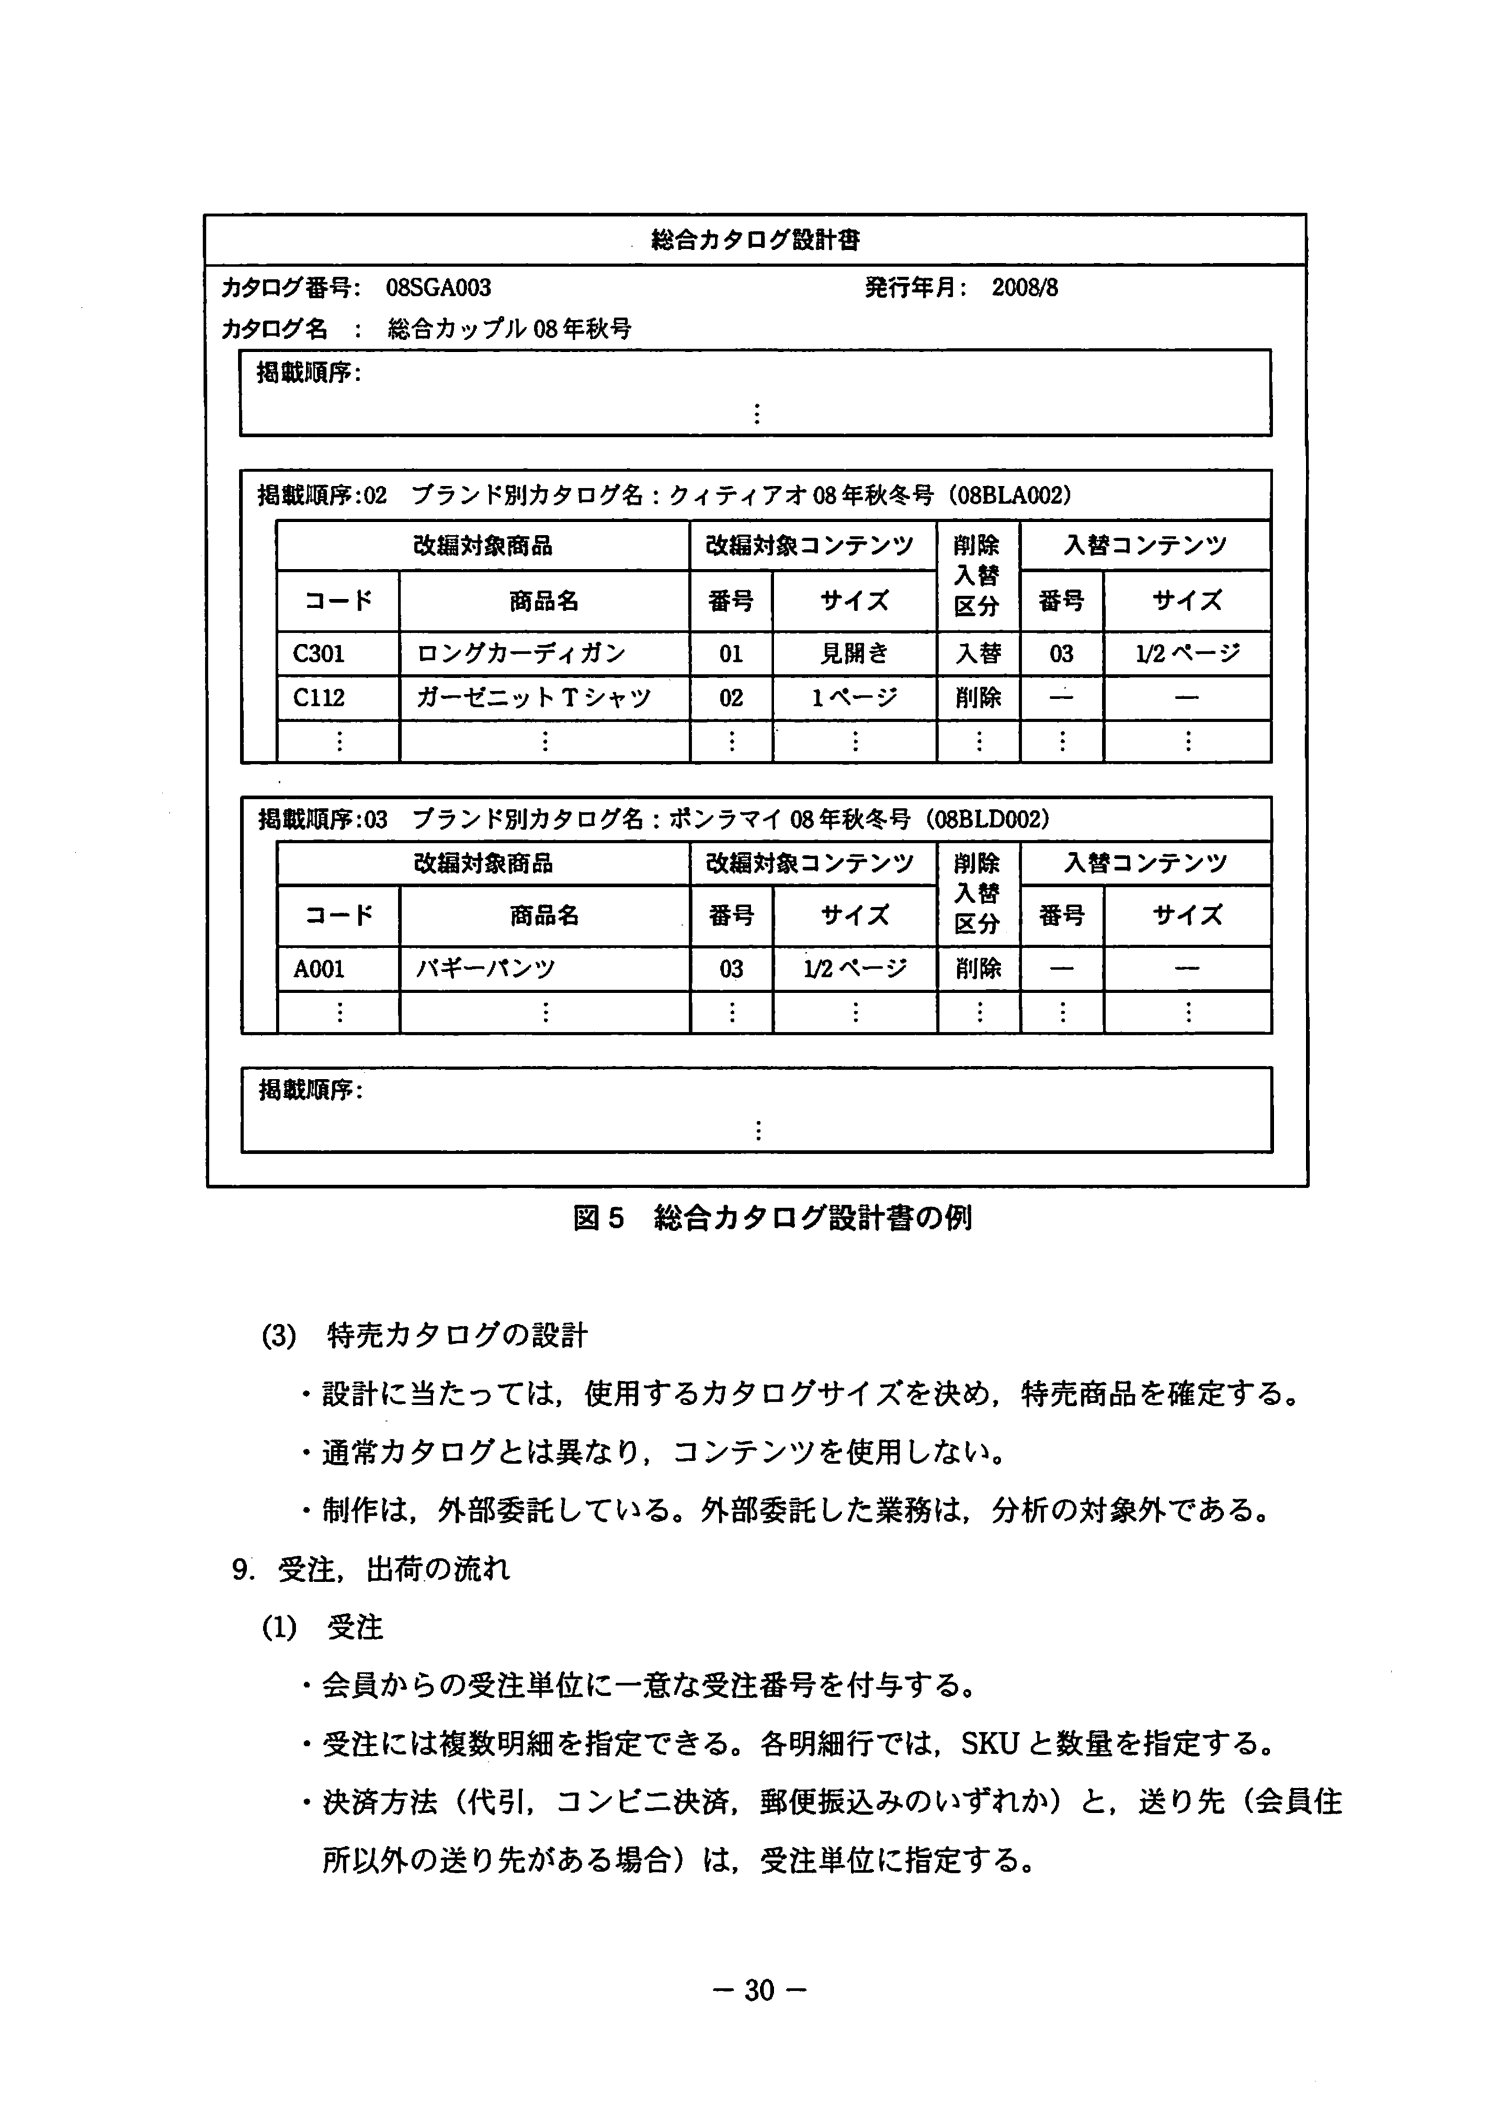 総合カタログ設計書
カタログ番号： 08SGA003 発行年月： 2008/8
カタログ名 ： 総合カップル 08 年秋号
掲載順序：
⋮
掲載順序:02 ブランド別カタログ名：クィティアオ 08 年秋冬号（08BLA002）
改編対象商品 改編対象コンテンツ 削除入替区分 入替コンテンツ
コード 商品名 番号 サイズ 番号 サイズ
C301 ロングカーディガン 01 見開き 入替 03 1/2 ページ
C112 ガーゼニット T シャツ 02 1 ページ 削除 — —
⋮ ⋮ ⋮ ⋮ ⋮ ⋮ ⋮
掲載順序:03 ブランド別カタログ名：ボンラマイ 08 年秋冬号（08BLD002）
改編対象商品 改編対象コンテンツ 削除入替区分 入替コンテンツ
コード 商品名 番号 サイズ 番号 サイズ
A001 バギーパンツ 03 1/2 ページ 削除 — —
⋮ ⋮ ⋮ ⋮ ⋮ ⋮ ⋮
掲載順序：
⋮
図 5 総合カタログ設計書の例
(3) 特売カタログの設計
・設計に当たっては，使用するカタログサイズを決め，特売商品を確定する。
・通常カタログとは異なり，コンテンツを使用しない。
・制作は，外部委託している。外部委託した業務は，分析の対象外である。
9. 受注，出荷の流れ
(1) 受注
・会員からの受注単位に一意な受注番号を付与する。
・受注には複数明細を指定できる。各明細行では，SKU と数量を指定する。
・決済方法（代引，コンビニ決済，郵便振込みのいずれか）と，送り先（会員住
所以外の送り先がある場合）は，受注単位に指定する。
－ 30 －